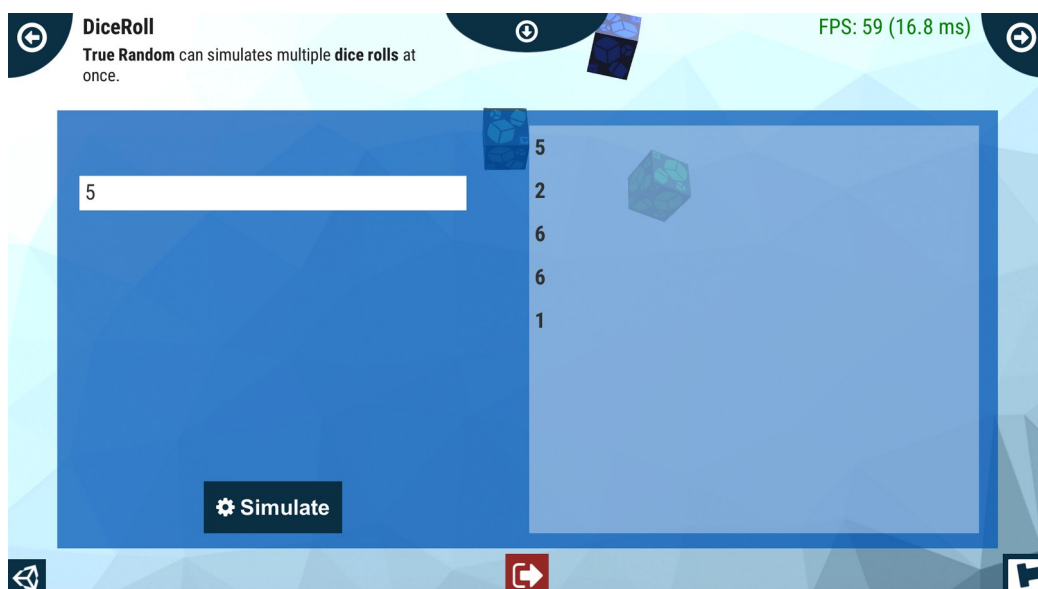 DiceRoll
True Random can simulates multiple dice rolls at
once.
FPS: 59 (16.8 ms)
5
5
2
6
6
1
Simulate